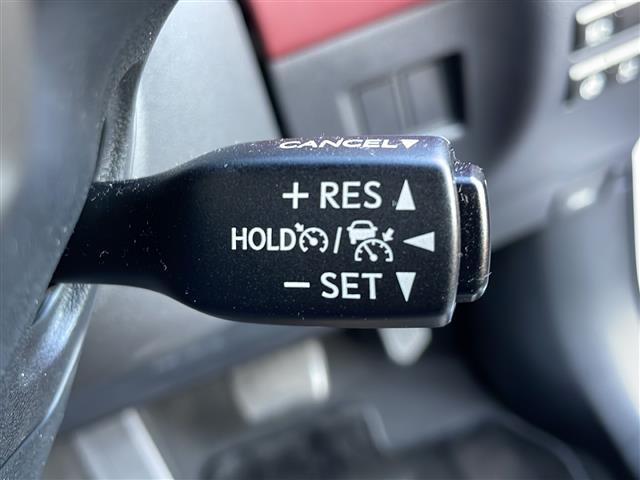 CANCEL▼
+ RES ▲
HOLD / ◀
− SET ▼